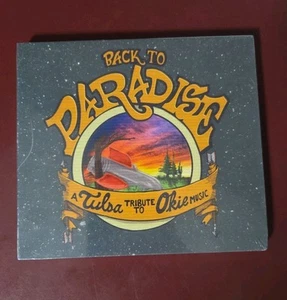 BACK TO
PARADISE
A Tulsa TRIBUTE TO Okie MUSIC